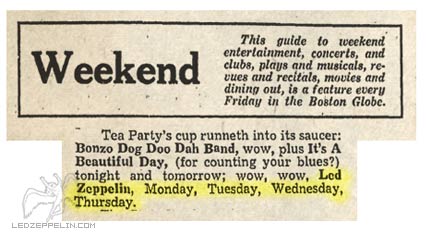 Weekend
This guide to weekend
entertainment, concerts, and
clubs, plays and musicals, re-
vues and recitals, movies and
dining out, is a feature every
Friday in the Boston Globe.
Tea Party's cup runneth into its saucer:
Bonzo Dog Doo Dah Band, wow, plus It's A
Beautiful Day, (for counting your blues?)
tonight and tomorrow; wow, wow, Led
Zeppelin, Monday, Tuesday, Wednesday,
Thursday.
LEDZEPPELIN.COM